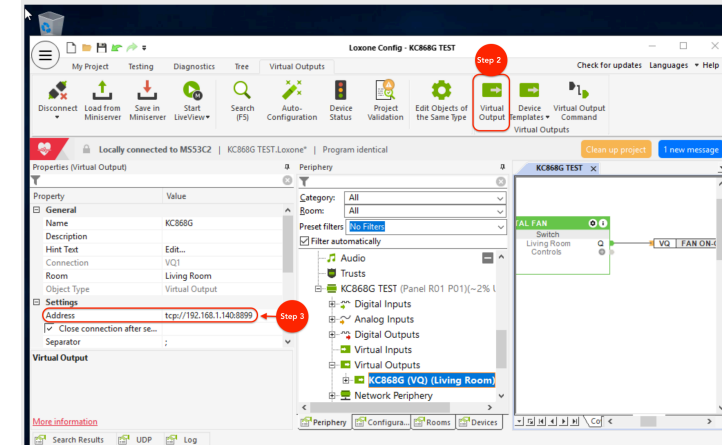 Loxone Config - KC868G TEST
My Project Testing Diagnostics Tree Virtual Outputs
Step 2
Check for updates Languages Help
Disconnect Load from Miniserver Save in Miniserver Start LiveView Search (F5) Auto-Configuration Device Status Project Validation Edit Objects of the Same Type Virtual Output Device Templates Virtual Output Command
Virtual Outputs
Locally connected to MS53C2 | KC868G TEST.Loxone* | Program identical
Clean up project 1 new message
Properties (Virtual Output)
Property Value
General
Name KC868G
Description
Hint Text Edit...
Connection VQ1
Room Living Room
Object Type Virtual Output
Settings
Address tcp://192.168.1.140:8899
Step 3
Close connection after se...
Separator ;
Virtual Output
More information
Periphery
Category: All
Room: All
Preset filters No Filters
Filter automatically
Audio
Trusts
KC868G TEST (Panel R01 P01)(~2% 
Digital Inputs
Analog Inputs
Digital Outputs
Virtual Inputs
Virtual Outputs
KC868G (VQ) (Living Room)
Network Periphery
Periphery Configura... Rooms Devices
KC868G TEST x
TAL FAN
Switch
Living Room Q
Controls
VQ FAN ON-
Search Results UDP Log